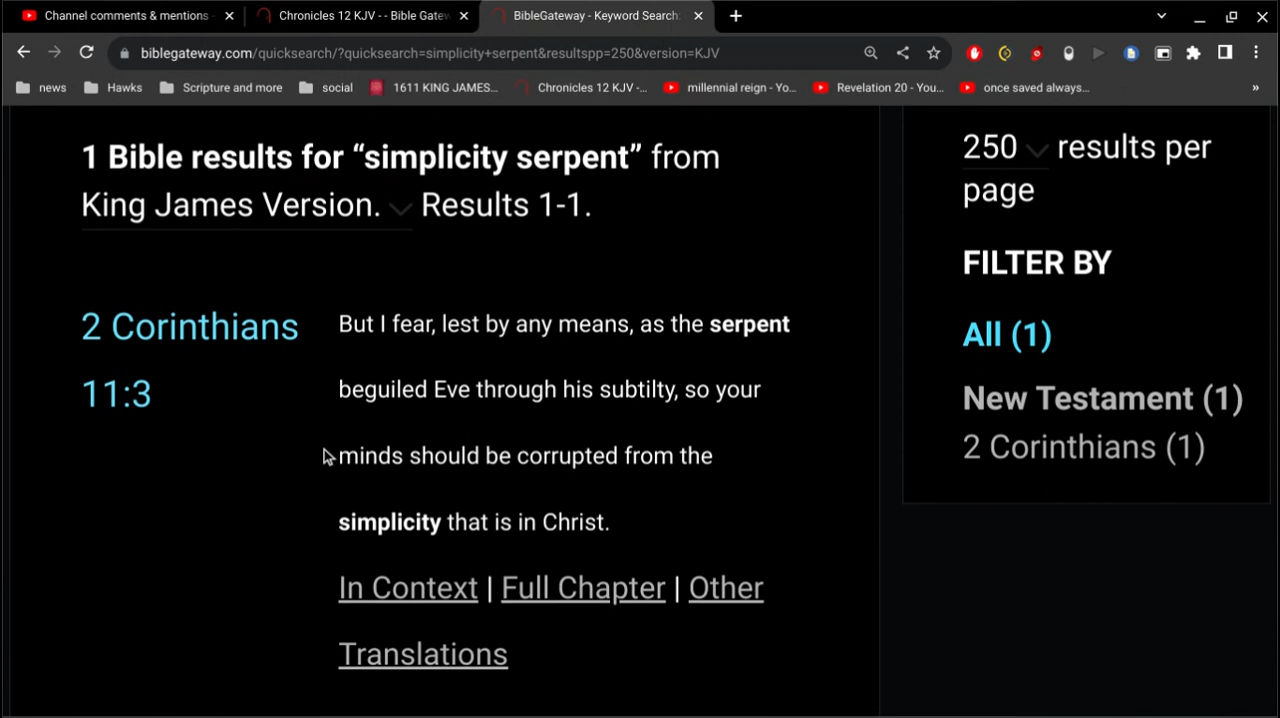 Channel comments & mentions
Chronicles 12 KJV - - Bible Gatew
BibleGateway - Keyword Search:
biblegateway.com/quicksearch/?quicksearch=simplicity+serpent&resultspp=250&version=KJV
news
Hawks
Scripture and more
social
1611 KING JAMES...
Chronicles 12 KJV -...
millennial reign - Yo...
Revelation 20 - You...
once saved always...
»
1 Bible results for “simplicity serpent” from
King James Version. Results 1-1.
2 Corinthians
11:3
But I fear, lest by any means, as the serpent
beguiled Eve through his subtilty, so your
minds should be corrupted from the
simplicity that is in Christ.
In Context | Full Chapter | Other
Translations
250 results per
page
FILTER BY
All (1)
New Testament (1)
2 Corinthians (1)